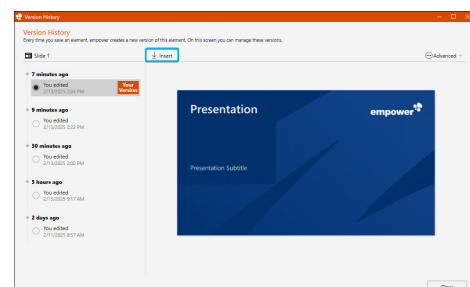 Version History
Version History
Every time you save an element, empower creates a new version of this element. On this screen you can manage these versions.
Slide 1
Insert
Advanced
7 minutes ago
You edited
2/13/2025 2:24 PM
Your
Version
9 minutes ago
You edited
2/13/2025 2:22 PM
30 minutes ago
You edited
2/13/2025 2:00 PM
5 hours ago
You edited
2/13/2025 9:17 AM
2 days ago
You edited
2/11/2025 8:57 AM
Presentation
empower
Presentation Subtitle
Close